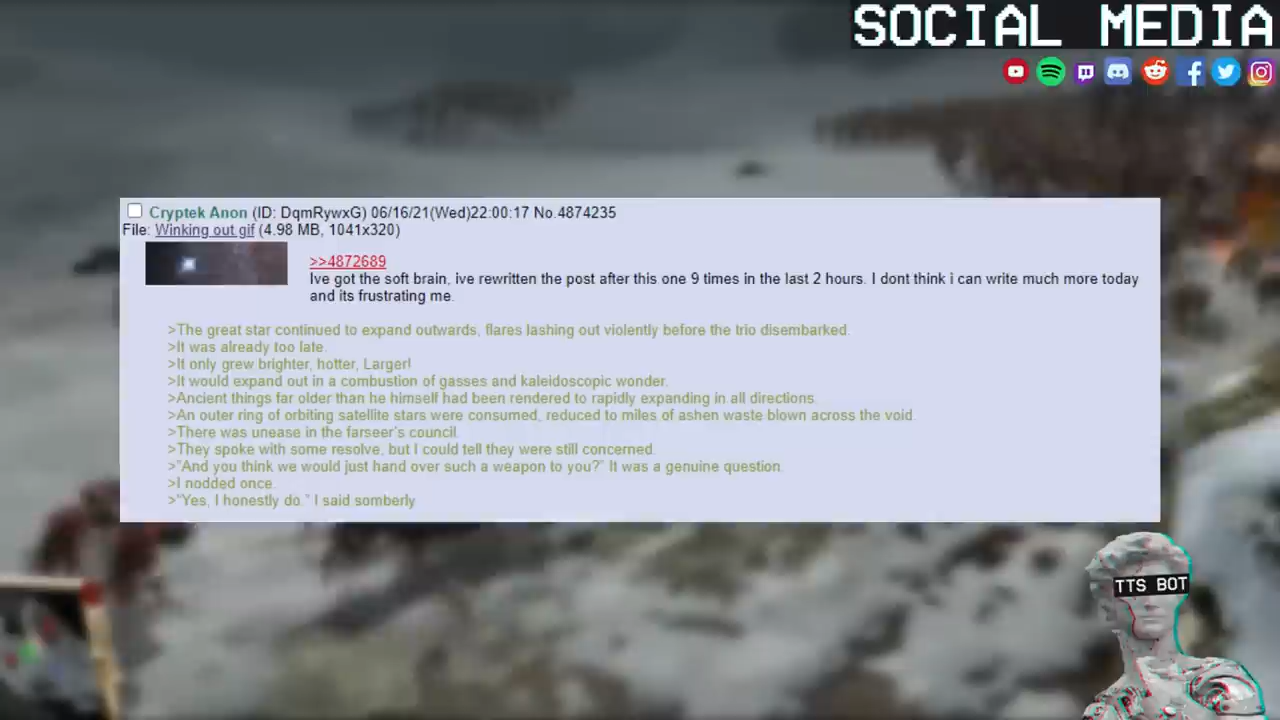 SOCIAL MEDIA
Cryptek Anon (ID: DqmRywxG) 06/16/21(Wed)22:00:17 No.4874235
File: Winking out.gif (4.98 MB, 1041x320)
>>4872689
Ive got the soft brain, ive rewritten the post after this one 9 times in the last 2 hours. I dont think i can write much more today
and its frustrating me.
>The great star continued to expand outwards, flares lashing out violently before the trio disembarked.
>It was already too late.
>It only grew brighter, hotter, Larger!
>It would expand out in a combustion of gasses and kaleidoscopic wonder.
>Ancient things far older than he himself had been rendered to rapidly expanding in all directions.
>An outer ring of orbiting satellite stars were consumed, reduced to miles of ashen waste blown across the void.
>There was unease in the farseer's council.
>They spoke with some resolve, but I could tell they were still concerned.
>"And you think we would just hand over such a weapon to you?" It was a genuine question.
>I nodded once.
>"Yes, I honestly do." I said somberly
TTS BOT